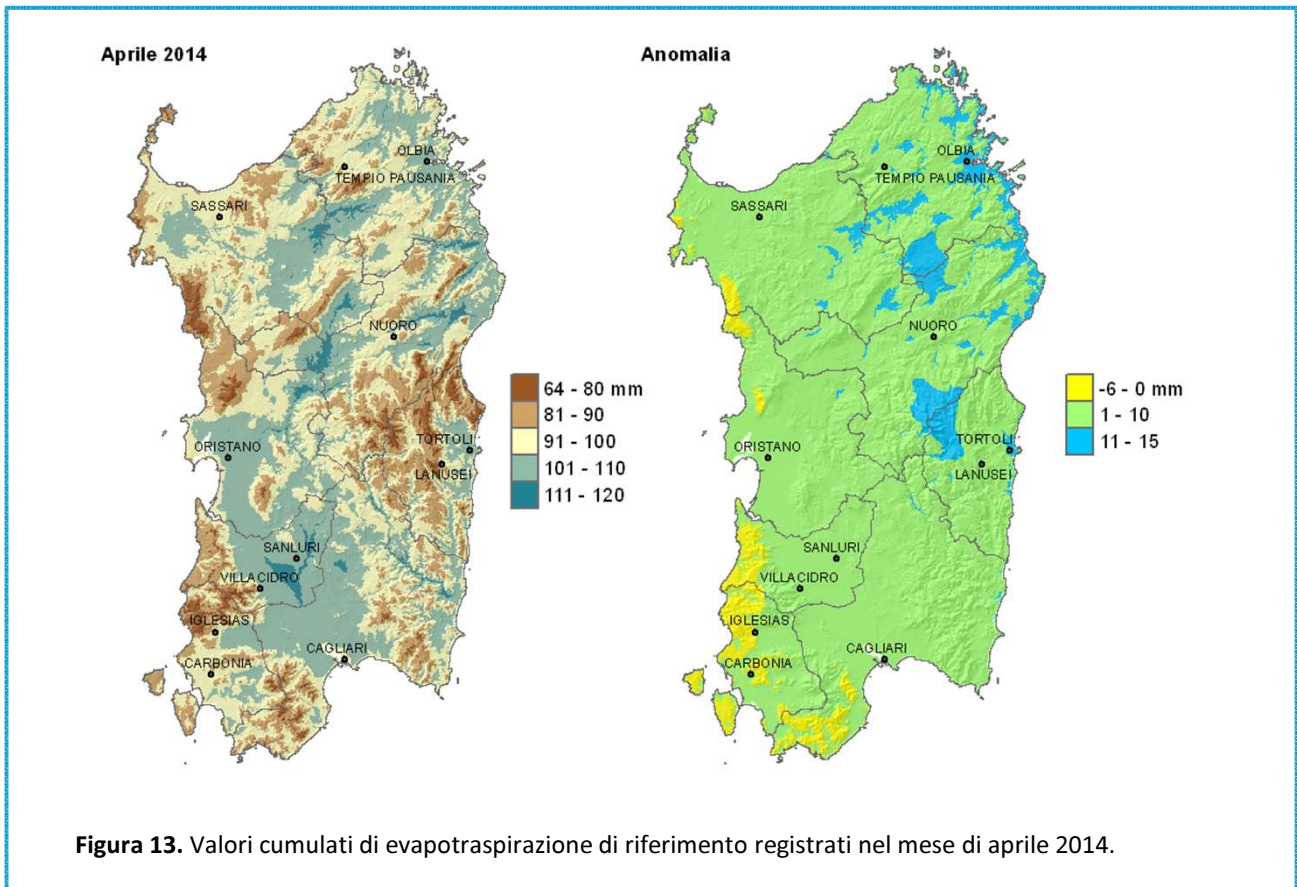 Aprile 2014
OLBIA
TEMPIO PAUSANIA
SASSARI
NUORO
ORISTANO
TORTOLI
LANUSEI
SANLURI
VILLACIDRO
IGLESIAS
CARBONIA
CAGLIARI
64 - 80 mm
81 - 90
91 - 100
101 - 110
111 - 120
Anomalia
OLBIA
TEMPIO PAUSANIA
SASSARI
NUORO
ORISTANO
TORTOLI
LANUSEI
SANLURI
VILLACIDRO
IGLESIAS
CARBONIA
CAGLIARI
-6 - 0 mm
1 - 10
11 - 15
Figura 13. Valori cumulati di evapotraspirazione di riferimento registrati nel mese di aprile 2014.